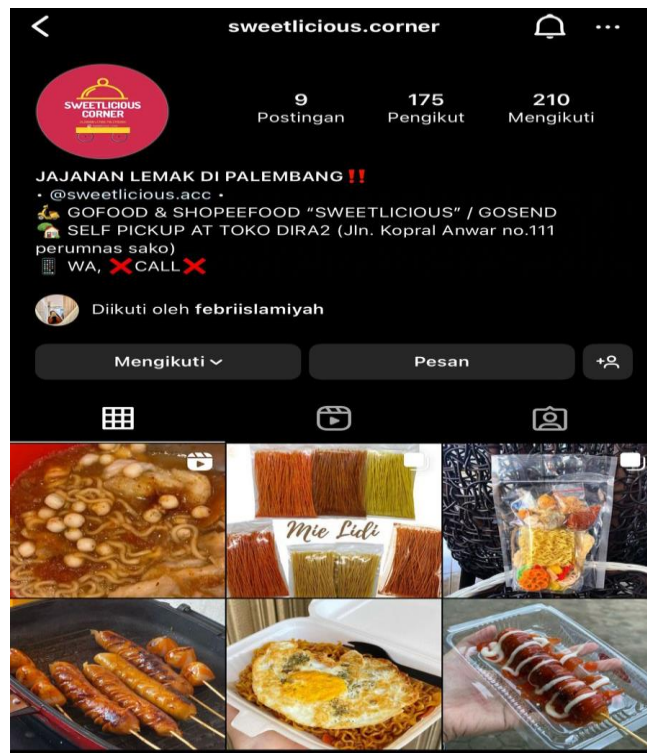 sweetlicious.corner
SWEETLICIOUS
CORNER
9
175
210
Postingan
Pengikut
Mengikuti
JAJANAN LEMAK DI PALEMBANG‼️
• @sweetlicious.acc •
🛵 GOFOOD & SHOPEEFOOD “SWEETLICIOUS” / GOSEND
🏡 SELF PICKUP AT TOKO DIRA2 (Jln. Kopral Anwar no.111
perumnas sako)
📱 WA, ❌CALL❌
Diikuti oleh febriislamiyah
Mengikuti
Pesan
Mie Lidi